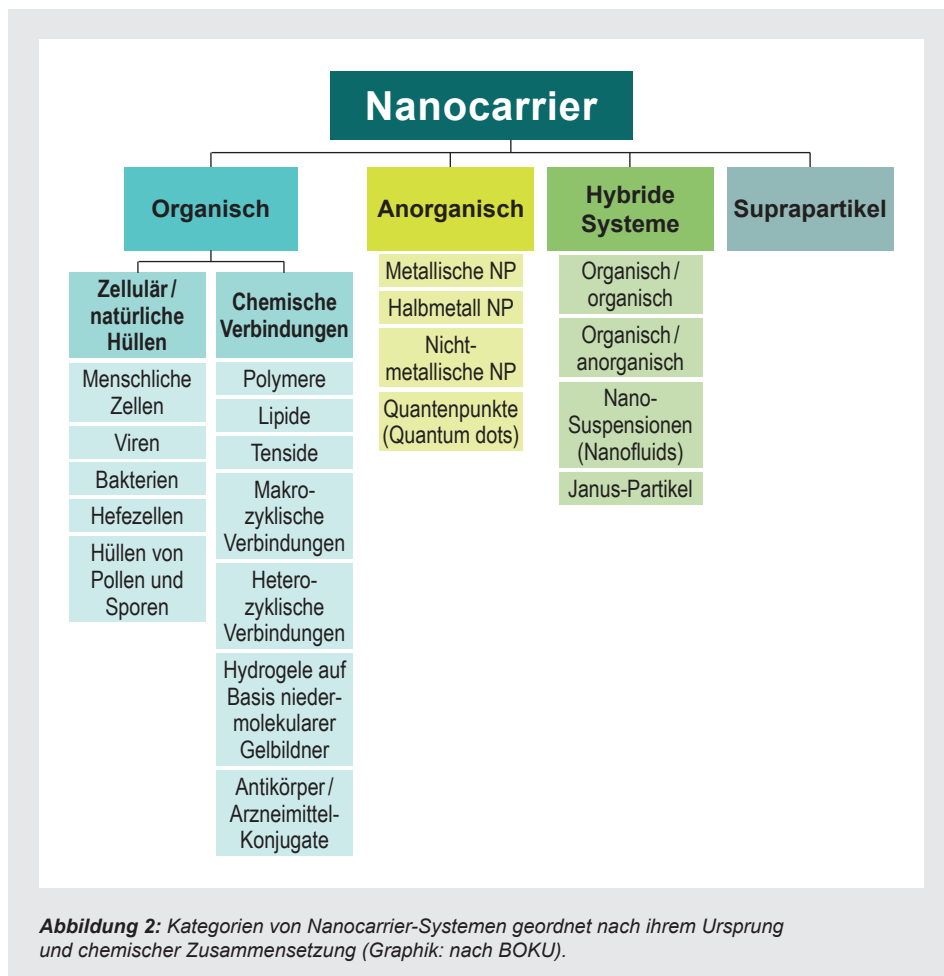 Nanocarrier
Organisch
Anorganisch
Hybride
Systeme
Suprapartikel
Zellulär /
natürliche
Hüllen
Menschliche
Zellen
Viren
Bakterien
Hefezellen
Hüllen von
Pollen und
Sporen
Chemische
Verbindungen
Polymere
Lipide
Tenside
Makro-
zyklische
Verbindungen
Hetero-
zyklische
Verbindungen
Hydrogele auf
Basis nieder-
molekularer
Gelbildner
Antikörper /
Arzneimittel-
Konjugate
Metallische NP
Halbmetall NP
Nicht-
metallische NP
Quantenpunkte
(Quantum dots)
Organisch /
organisch
Organisch /
anorganisch
Nano-
Suspensionen
(Nanofluids)
Janus-Partikel
Abbildung 2: Kategorien von Nanocarrier-Systemen geordnet nach ihrem Ursprung
und chemischer Zusammensetzung (Graphik: nach BOKU).